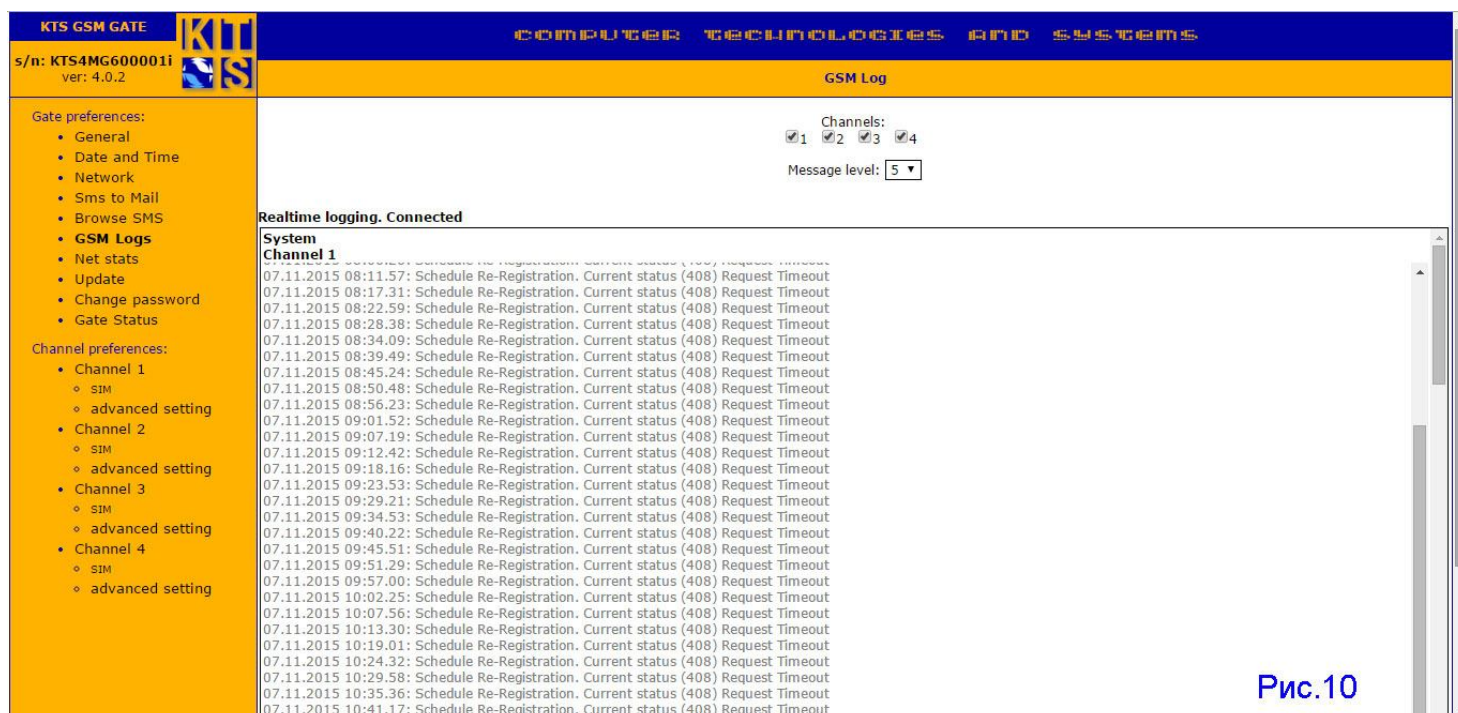 KTS GSM GATE
s/n: KTS4MG600001i
ver: 4.0.2
KTS
COMPUTER TECHNOLOGIES AND SYSTEMS
GSM Log
Gate preferences:
General
Date and Time
Network
Sms to Mail
Browse SMS
GSM Logs
Net stats
Update
Change password
Gate Status
Channel preferences:
Channel 1
SIM
advanced setting
Channel 2
SIM
advanced setting
Channel 3
SIM
advanced setting
Channel 4
SIM
advanced setting
Channels:
1 2 3 4
Message level: 5
Realtime logging. Connected
System
Channel 1
07.11.2015 08:11.57: Schedule Re-Registration. Current status (408) Request Timeout
07.11.2015 08:17.31: Schedule Re-Registration. Current status (408) Request Timeout
07.11.2015 08:22.59: Schedule Re-Registration. Current status (408) Request Timeout
07.11.2015 08:28.38: Schedule Re-Registration. Current status (408) Request Timeout
07.11.2015 08:34.09: Schedule Re-Registration. Current status (408) Request Timeout
07.11.2015 08:39.49: Schedule Re-Registration. Current status (408) Request Timeout
07.11.2015 08:45.24: Schedule Re-Registration. Current status (408) Request Timeout
07.11.2015 08:50.48: Schedule Re-Registration. Current status (408) Request Timeout
07.11.2015 08:56.23: Schedule Re-Registration. Current status (408) Request Timeout
07.11.2015 09:01.52: Schedule Re-Registration. Current status (408) Request Timeout
07.11.2015 09:07.19: Schedule Re-Registration. Current status (408) Request Timeout
07.11.2015 09:12.42: Schedule Re-Registration. Current status (408) Request Timeout
07.11.2015 09:18.16: Schedule Re-Registration. Current status (408) Request Timeout
07.11.2015 09:23.53: Schedule Re-Registration. Current status (408) Request Timeout
07.11.2015 09:29.21: Schedule Re-Registration. Current status (408) Request Timeout
07.11.2015 09:34.53: Schedule Re-Registration. Current status (408) Request Timeout
07.11.2015 09:40.22: Schedule Re-Registration. Current status (408) Request Timeout
07.11.2015 09:45.51: Schedule Re-Registration. Current status (408) Request Timeout
07.11.2015 09:51.29: Schedule Re-Registration. Current status (408) Request Timeout
07.11.2015 09:57.00: Schedule Re-Registration. Current status (408) Request Timeout
07.11.2015 10:02.25: Schedule Re-Registration. Current status (408) Request Timeout
07.11.2015 10:07.56: Schedule Re-Registration. Current status (408) Request Timeout
07.11.2015 10:13.30: Schedule Re-Registration. Current status (408) Request Timeout
07.11.2015 10:19.01: Schedule Re-Registration. Current status (408) Request Timeout
07.11.2015 10:24.32: Schedule Re-Registration. Current status (408) Request Timeout
07.11.2015 10:29.58: Schedule Re-Registration. Current status (408) Request Timeout
07.11.2015 10:35.36: Schedule Re-Registration. Current status (408) Request Timeout
07.11.2015 10:41.17: Schedule Re-Registration. Current status (408) Request Timeout
Рис.10